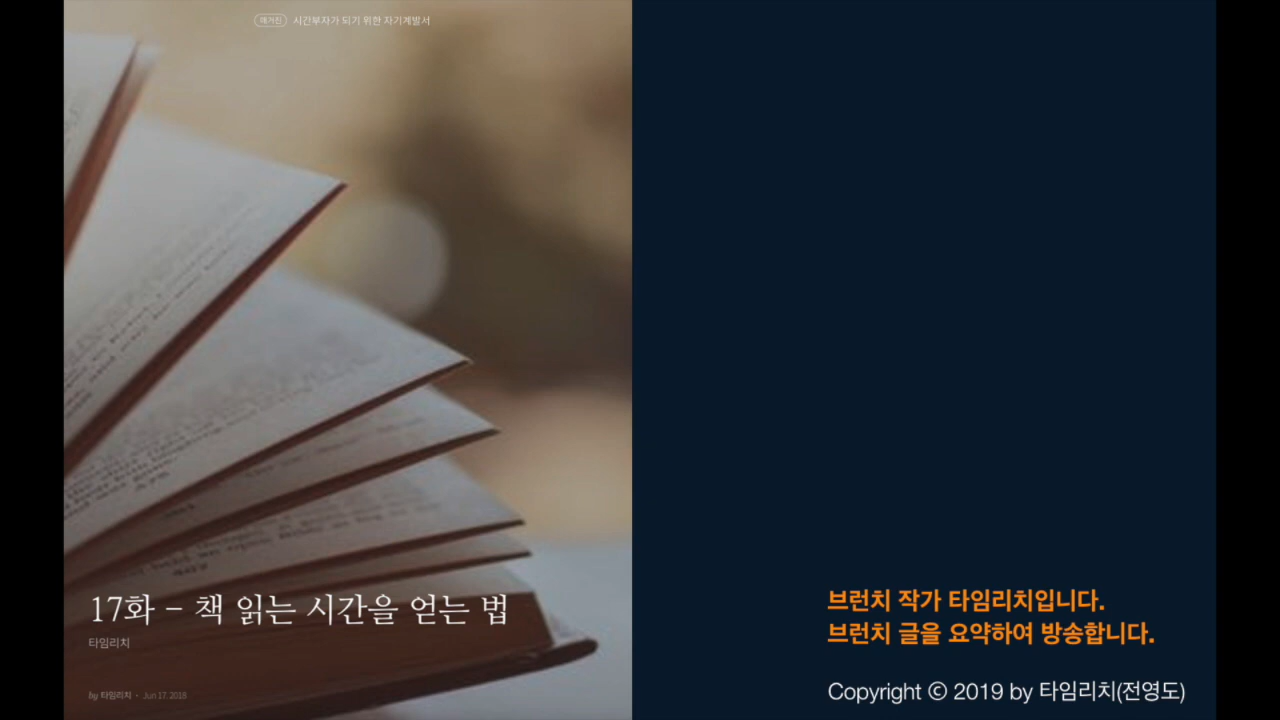 매거진 시간부자가 되기 위한 자기계발서
17화 – 책 읽는 시간을 얻는 법
타임리치
by 타임리치 · Jun 17. 2018
브런치 작가 타임리치입니다.
브런치 글을 요약하여 방송합니다.
Copyright ⓒ 2019 by 타임리치(전영도)